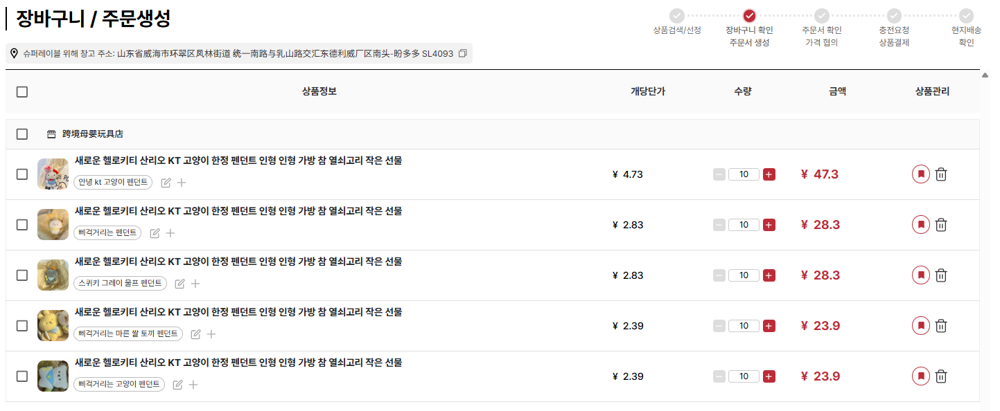 장바구니 / 주문생성
상품검색/선정
장바구니 확인
주문서 생성
주문서 확인
가격 협의
충전요청
상품결제
현지배송
확인
슈퍼레이블 위해 창고 주소: 山东省威海市环翠区凤林街道 统一南路与乳山路交汇东德利威厂区南头-盼多多 SL4093
상품정보 개당단가 수량 금액 상품관리
跨境母婴玩具店
새로운 헬로키티 산리오 KT 고양이 한정 펜던트 인형 인형 가방 참 열쇠고리 작은 선물
안녕 kt 고양이 펜던트
¥ 4.73 10 ¥ 47.3
새로운 헬로키티 산리오 KT 고양이 한정 펜던트 인형 인형 가방 참 열쇠고리 작은 선물
삐걱거리는 펜던트
¥ 2.83 10 ¥ 28.3
새로운 헬로키티 산리오 KT 고양이 한정 펜던트 인형 인형 가방 참 열쇠고리 작은 선물
스퀴키 그레이 울프 펜던트
¥ 2.83 10 ¥ 28.3
새로운 헬로키티 산리오 KT 고양이 한정 펜던트 인형 인형 가방 참 열쇠고리 작은 선물
삐걱거리는 마른 쌀 토끼 펜던트
¥ 2.39 10 ¥ 23.9
새로운 헬로키티 산리오 KT 고양이 한정 펜던트 인형 인형 가방 참 열쇠고리 작은 선물
삐걱거리는 고양이 펜던트
¥ 2.39 10 ¥ 23.9